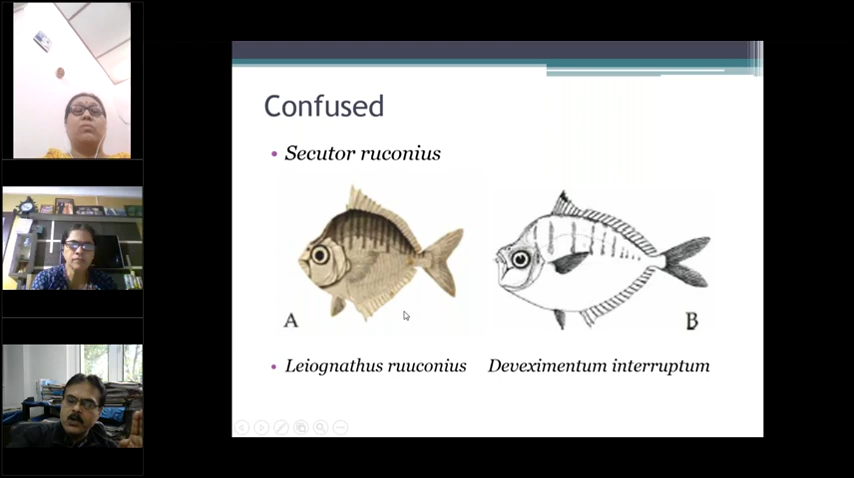 Confused
• Secutor ruconius
A
B
• Leiognathus ruuconius Deveximentum interruptum